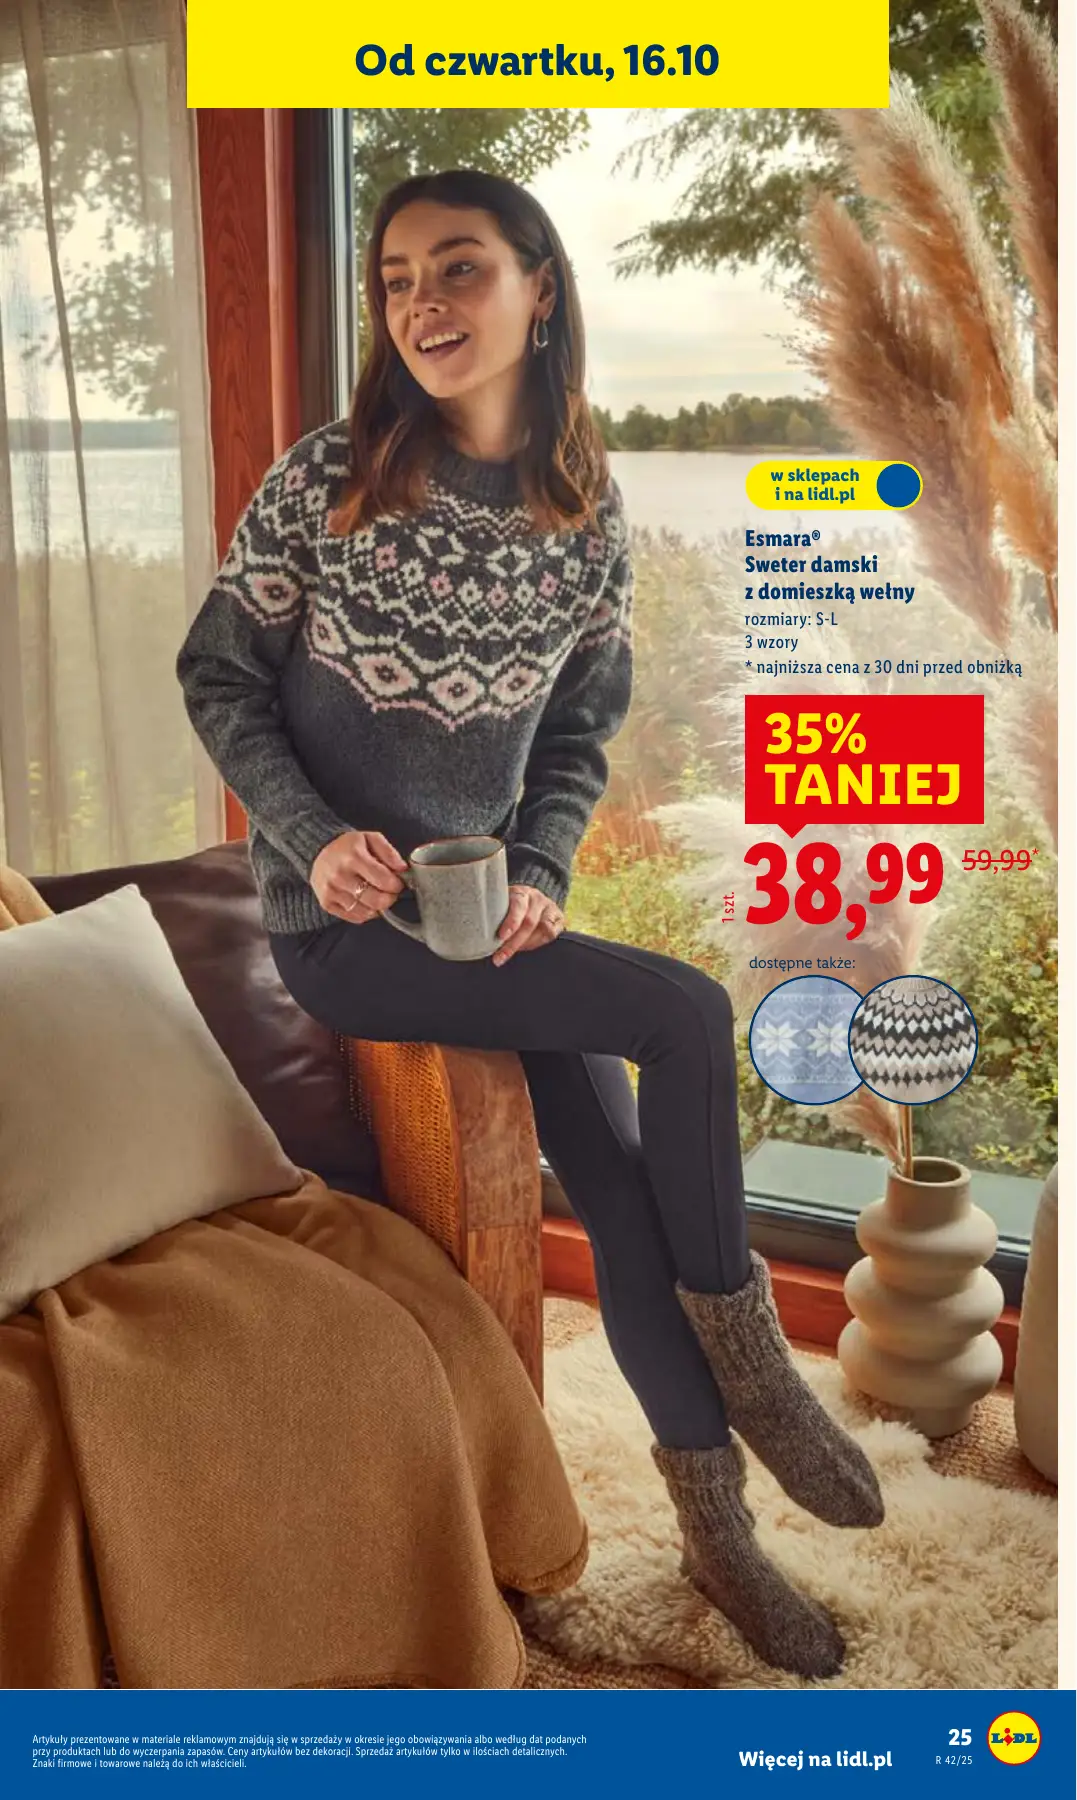 Od czwartku, 16.10
w sklepach
i na lidl.pl
Esmara®
Sweter damski
z domieszką wełny
rozmiary: S-L
3 wzory
* najniższa cena z 30 dni przed obniżką
35%
TANIEJ
1 szt.
38,99
59,99*
dostępne także:
Artykuły prezentowane w materiale reklamowym znajdują się w sprzedaży w okresie jego obowiązywania albo według dat podanych
przy produktach lub do wyczerpania zapasów. Ceny artykułów bez dekoracji. Sprzedaż artykułów tylko w ilościach detalicznych.
Znaki firmowe i towarowe należą do ich właścicieli.
Więcej na lidl.pl
25
R 42/25
LIDL